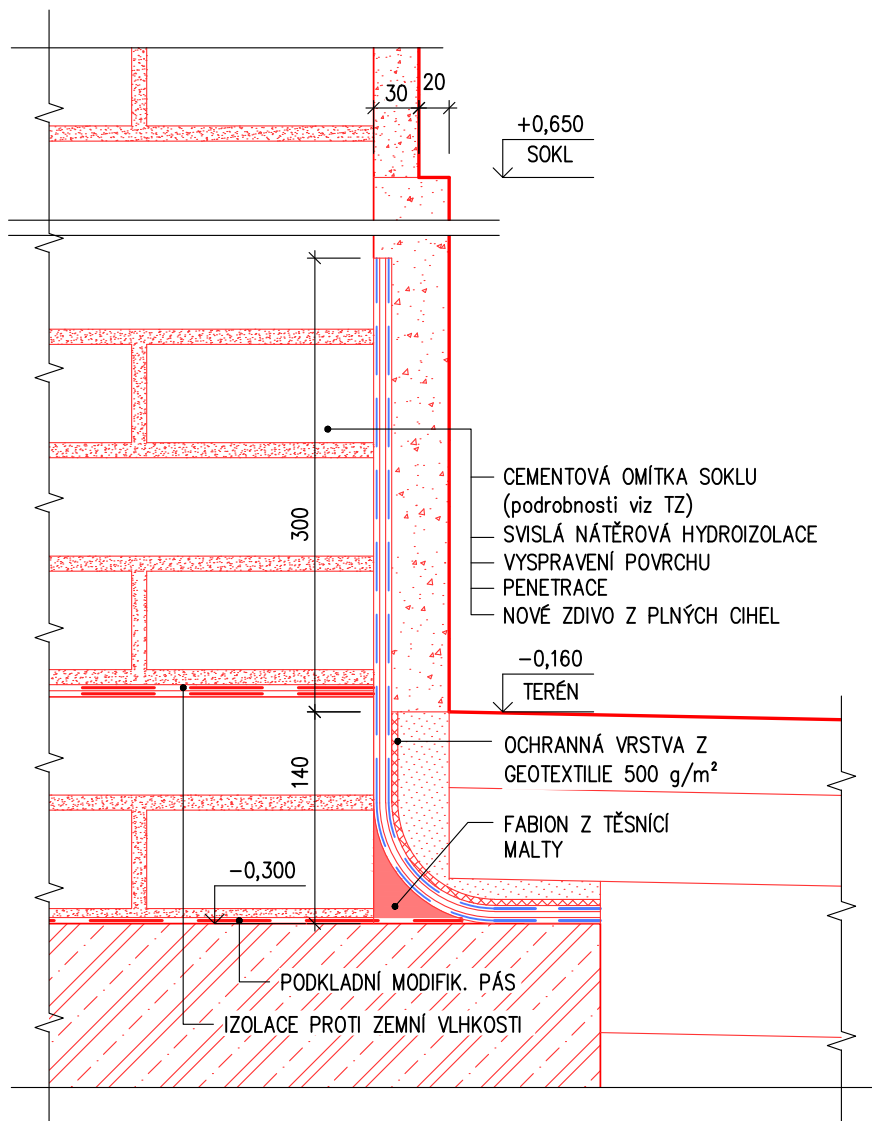 30
20
+0,650
SOKL
300
CEMENTOVÁ OMÍTKA SOKLU
(podrobnosti viz TZ)
SVISLÁ NÁTĚROVÁ HYDROIZOLACE
VYSPRAVENÍ POVRCHU
PENETRACE
NOVÉ ZDIVO Z PLNÝCH CIHEL
-0,160
TERÉN
140
OCHRANNÁ VRSTVA Z
GEOTEXTILIE 500 g/m²
FABION Z TĚSNÍCÍ
MALTY
-0,300
PODKLADNÍ MODIFIK. PÁS
IZOLACE PROTI ZEMNÍ VLHKOSTI